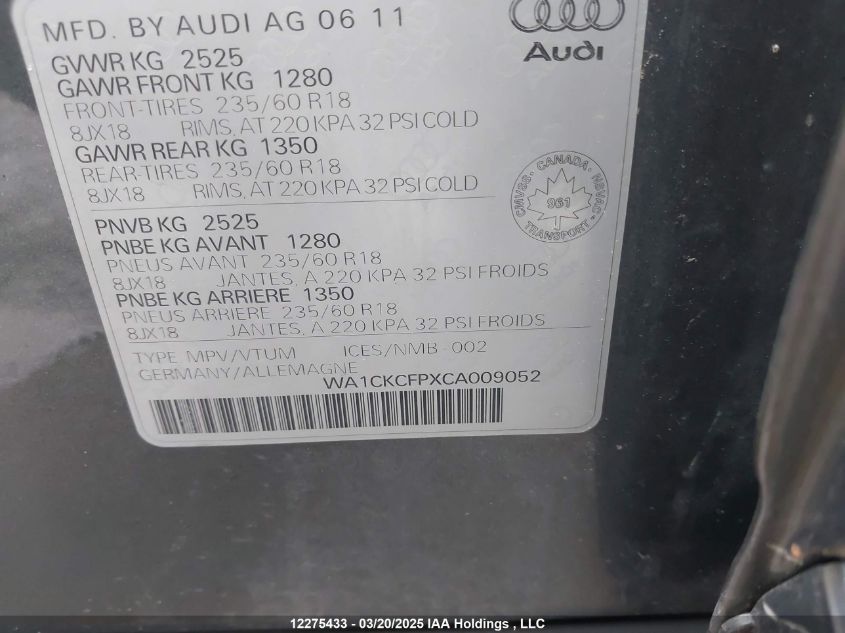 MFD. BY AUDI AG 06 11
Audi
GVWR KG 2525
GAWR FRONT KG 1280
FRONT-TIRES 235/60 R18
8JX18 RIMS, AT 220 KPA 32 PSI COLD
GAWR REAR KG 1350
REAR-TIRES 235/60 R18
8JX18 RIMS, AT 220 KPA 32 PSI COLD
CMVSS • CANADA • NSVAC •
961
TRANSPORT
PNVB KG 2525
PNBE KG AVANT 1280
PNEUS AVANT 235/60 R18
8JX18 JANTES, A 220 KPA 32 PSI FROIDS
PNBE KG ARRIERE 1350
PNEUS ARRIERE 235/60 R18
8JX18 JANTES, A 220 KPA 32 PSI FROIDS
TYPE MPV/VTUM ICES/NMB-002
GERMANY/ALLEMAGNE
WA1CKCFPXCA009052
12275433 - 03/20/2025 IAA Holdings , LLC